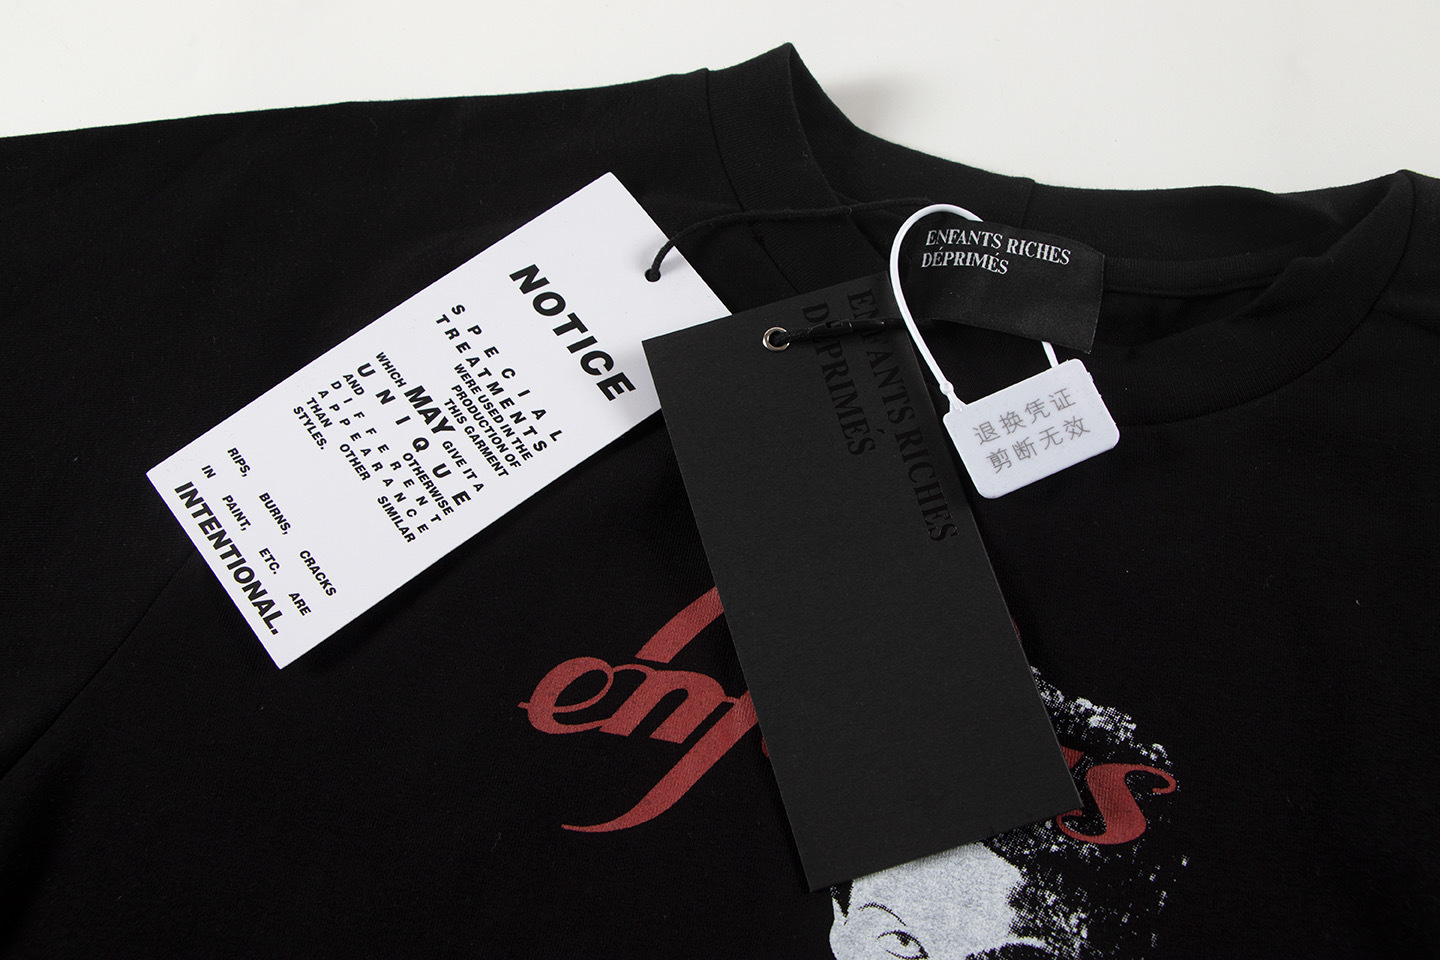 NOTICE
SPECIAL
TREATMENTS
WERE USED IN THE
PRODUCTION OF
THIS GARMENT
WHICH MAY GIVE IT A
UNIQUE
AND OTHERWISE
DIFFERENT
APPEARANCE
THAN OTHER SIMILAR
STYLES.
RIPS, BURNS, CRACKS
IN PAINT, ETC. ARE
INTENTIONAL.
ENFANTS RICHES
DÉPRIMÉS
ENFANTS RICHES
DÉPRIMÉS
退换凭证
剪断无效